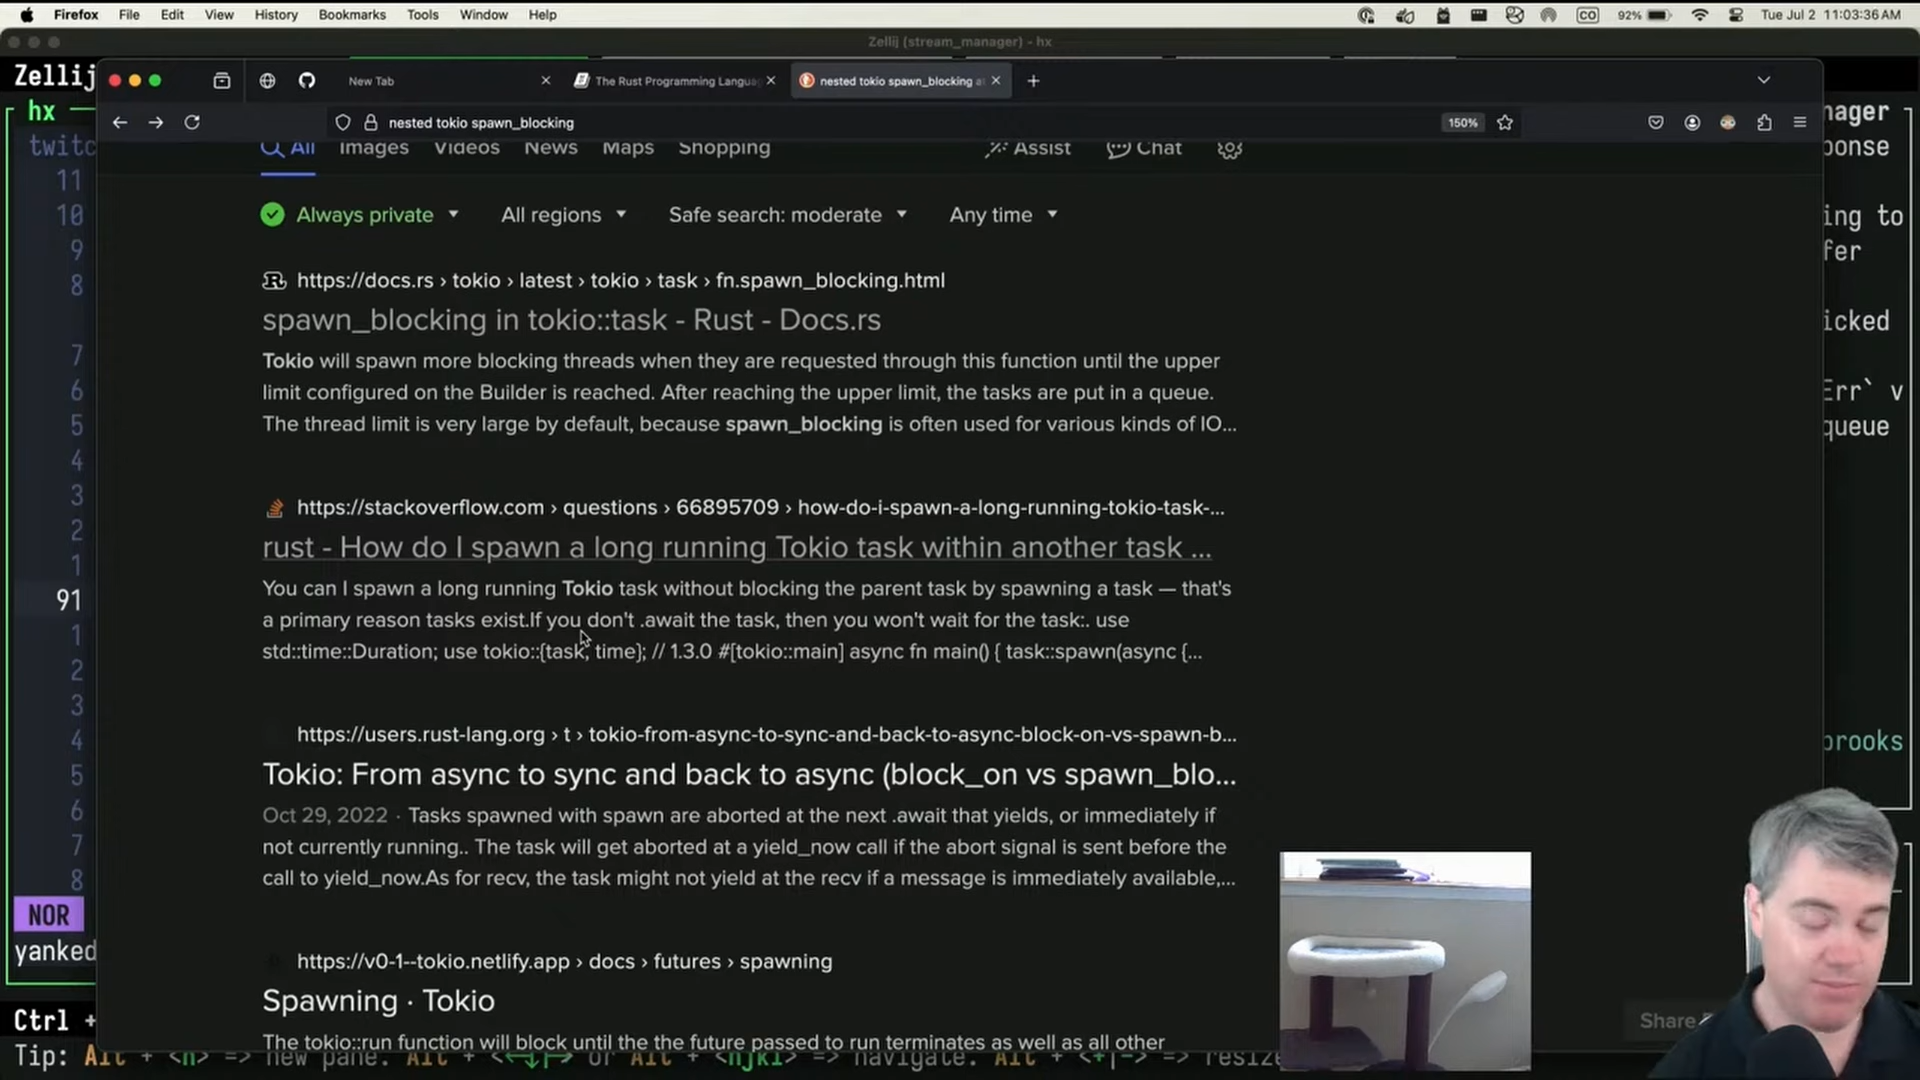 Firefox File Edit View History Bookmarks Tools Window Help CO 92% Tue Jul 2 11:03:36 AM
Zellij (stream_manager) - hx
Zellij
New Tab
The Rust Programming Langua
nested tokio spawn_blocking a
hx
nager
nested tokio spawn_blocking
150%
twitc
ponse
All Images Videos News Maps Shopping Assist Chat
11
10
ing to
9
fer
8
icked
7
6
Err` v
5
queue
4
3
2
1
91
1
2
3
4
brooks
5
6
7
8
Always private All regions Safe search: moderate Any time
https://docs.rs › tokio › latest › tokio › task › fn.spawn_blocking.html
spawn_blocking in tokio::task - Rust - Docs.rs
Tokio will spawn more blocking threads when they are requested through this function until the upper
limit configured on the Builder is reached. After reaching the upper limit, the tasks are put in a queue.
The thread limit is very large by default, because spawn_blocking is often used for various kinds of IO...
https://stackoverflow.com › questions › 66895709 › how-do-i-spawn-a-long-running-tokio-task-...
rust - How do I spawn a long running Tokio task within another task ...
You can I spawn a long running Tokio task without blocking the parent task by spawning a task — that's
a primary reason tasks exist.If you don't .await the task, then you won't wait for the task:. use
std::time::Duration; use tokio::{task, time}; // 1.3.0 #[tokio::main] async fn main() { task::spawn(async {...
https://users.rust-lang.org › t › tokio-from-async-to-sync-and-back-to-async-block-on-vs-spawn-b...
Tokio: From async to sync and back to async (block_on vs spawn_blo...
Oct 29, 2022 · Tasks spawned with spawn are aborted at the next .await that yields, or immediately if
not currently running.. The task will get aborted at a yield_now call if the abort signal is sent before the
call to yield_now.As for recv, the task might not yield at the recv if a message is immediately available,...
https://v0-1--tokio.netlify.app › docs › futures › spawning
Spawning · Tokio
The tokio::run function will block until the the future passed to run terminates as well as all other
NOR
yanked
Share
Ctrl +
Tip: Alt + <n> => new pane. Alt + <←↓↑→> or Alt + <hjkl> => navigate. Alt + <+|-> => resize